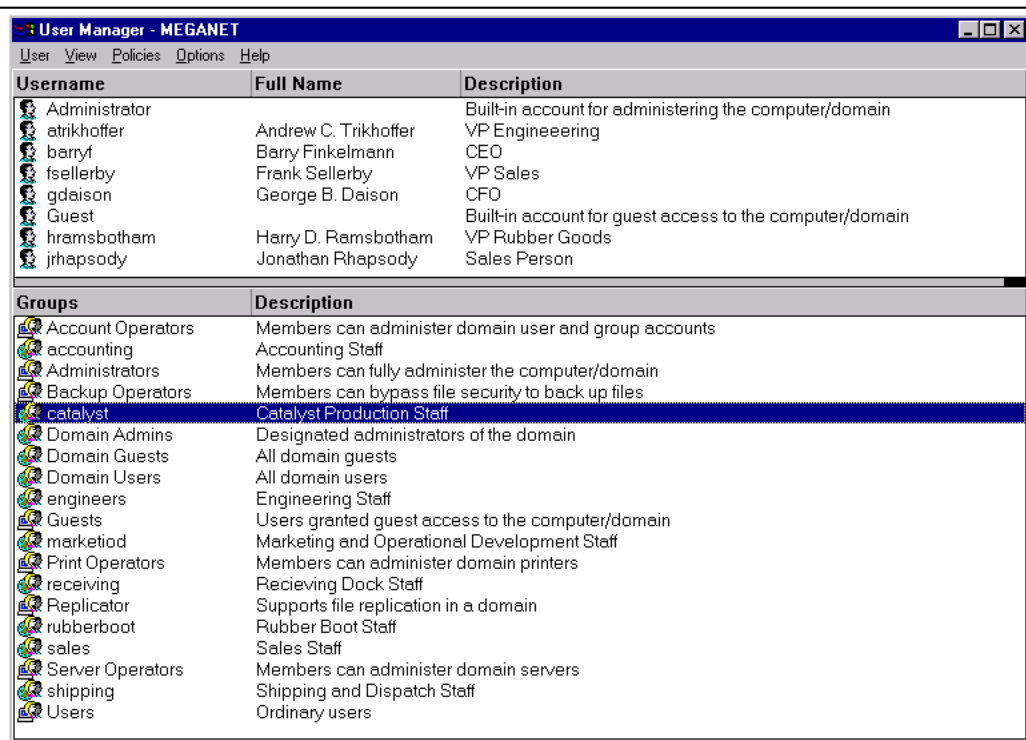 User Manager - MEGANET
User View Policies Options Help
Username Full Name Description
Administrator Built-in account for administering the computer/domain
atrikhoffer Andrew C. Trikhoffer VP Engineeering
barryf Barry Finkelmann CEO
fsellerby Frank Sellerby VP Sales
gdaison George B. Daison CFO
Guest Built-in account for guest access to the computer/domain
hramsbotham Harry D. Ramsbotham VP Rubber Goods
jrhapsody Jonathan Rhapsody Sales Person
Groups Description
Account Operators Members can administer domain user and group accounts
accounting Accounting Staff
Administrators Members can fully administer the computer/domain
Backup Operators Members can bypass file security to back up files
catalyst Catalyst Production Staff
Domain Admins Designated administrators of the domain
Domain Guests All domain guests
Domain Users All domain users
engineers Engineering Staff
Guests Users granted guest access to the computer/domain
marketiod Marketing and Operational Development Staff
Print Operators Members can administer domain printers
receiving Recieving Dock Staff
Replicator Supports file replication in a domain
rubberboot Rubber Boot Staff
sales Sales Staff
Server Operators Members can administer domain servers
shipping Shipping and Dispatch Staff
Users Ordinary users